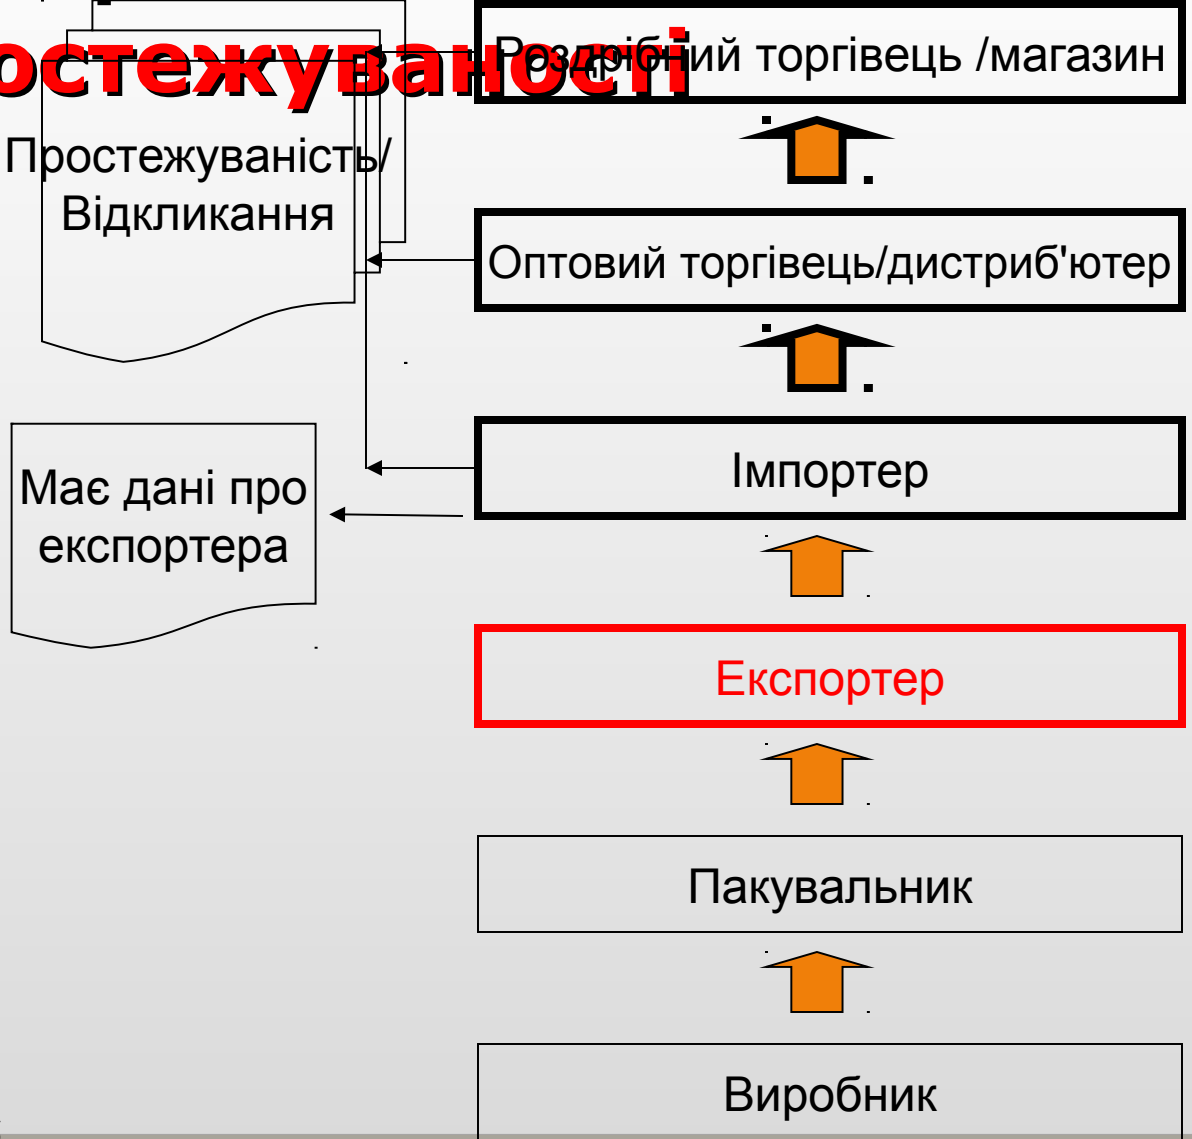 остежуваності
Роздрібний торгівець /магазин
Простежуваність/
Відкликання
Оптовий торгівець/дистриб'ютер
Імпортер
Має дані про
експортера
Експортер
Пакувальник
Виробник